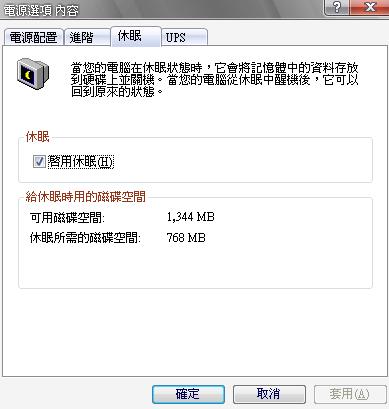 電源選項 內容
電源配置 進階 休眠 UPS
當您的電腦在休眠狀態時，它會將記憶體中的資料存放
到硬碟上並關機。當您的電腦從休眠中醒機後，它可以
回到原來的狀態。
休眠
啟用休眠(H)
給休眠時用的磁碟空間
可用磁碟空間: 1,344 MB
休眠所需的磁碟空間: 768 MB
確定 取消 套用(A)